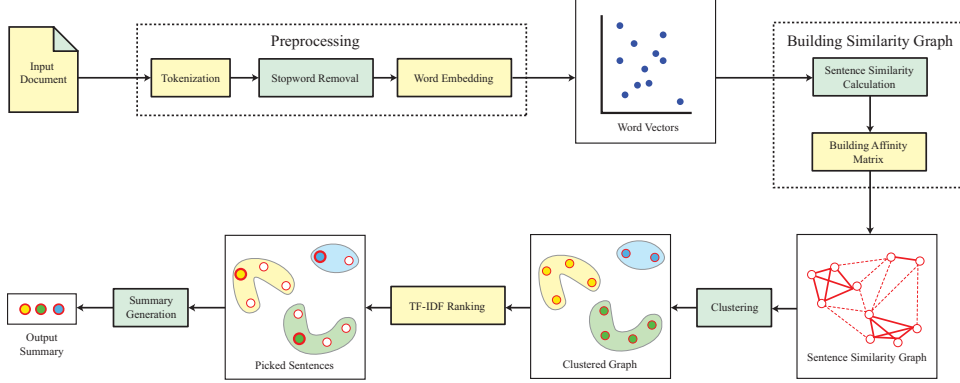 Input
Document
Preprocessing
Tokenization
Stopword Removal
Word Embedding
Word Vectors
Building Similarity Graph
Sentence Similarity
Calculation
Building Affinity
Matrix
Sentence Similarity Graph
Clustering
Clustered Graph
TF-IDF Ranking
Picked Sentences
Summary
Generation
Output
Summary